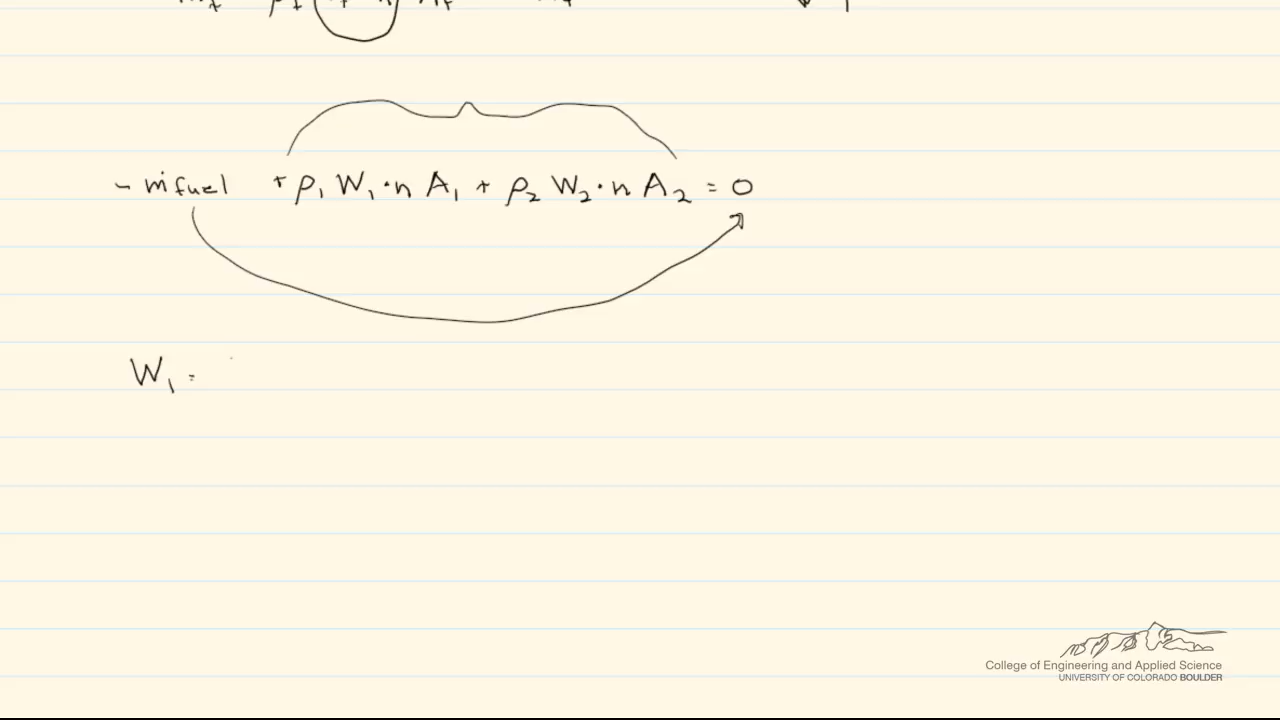 - ṁfuel + ρ₁ W₁ · n A₁ + ρ₂ W₂ · n A₂ = 0
W₁ =
College of Engineering and Applied Science
UNIVERSITY OF COLORADO BOULDER